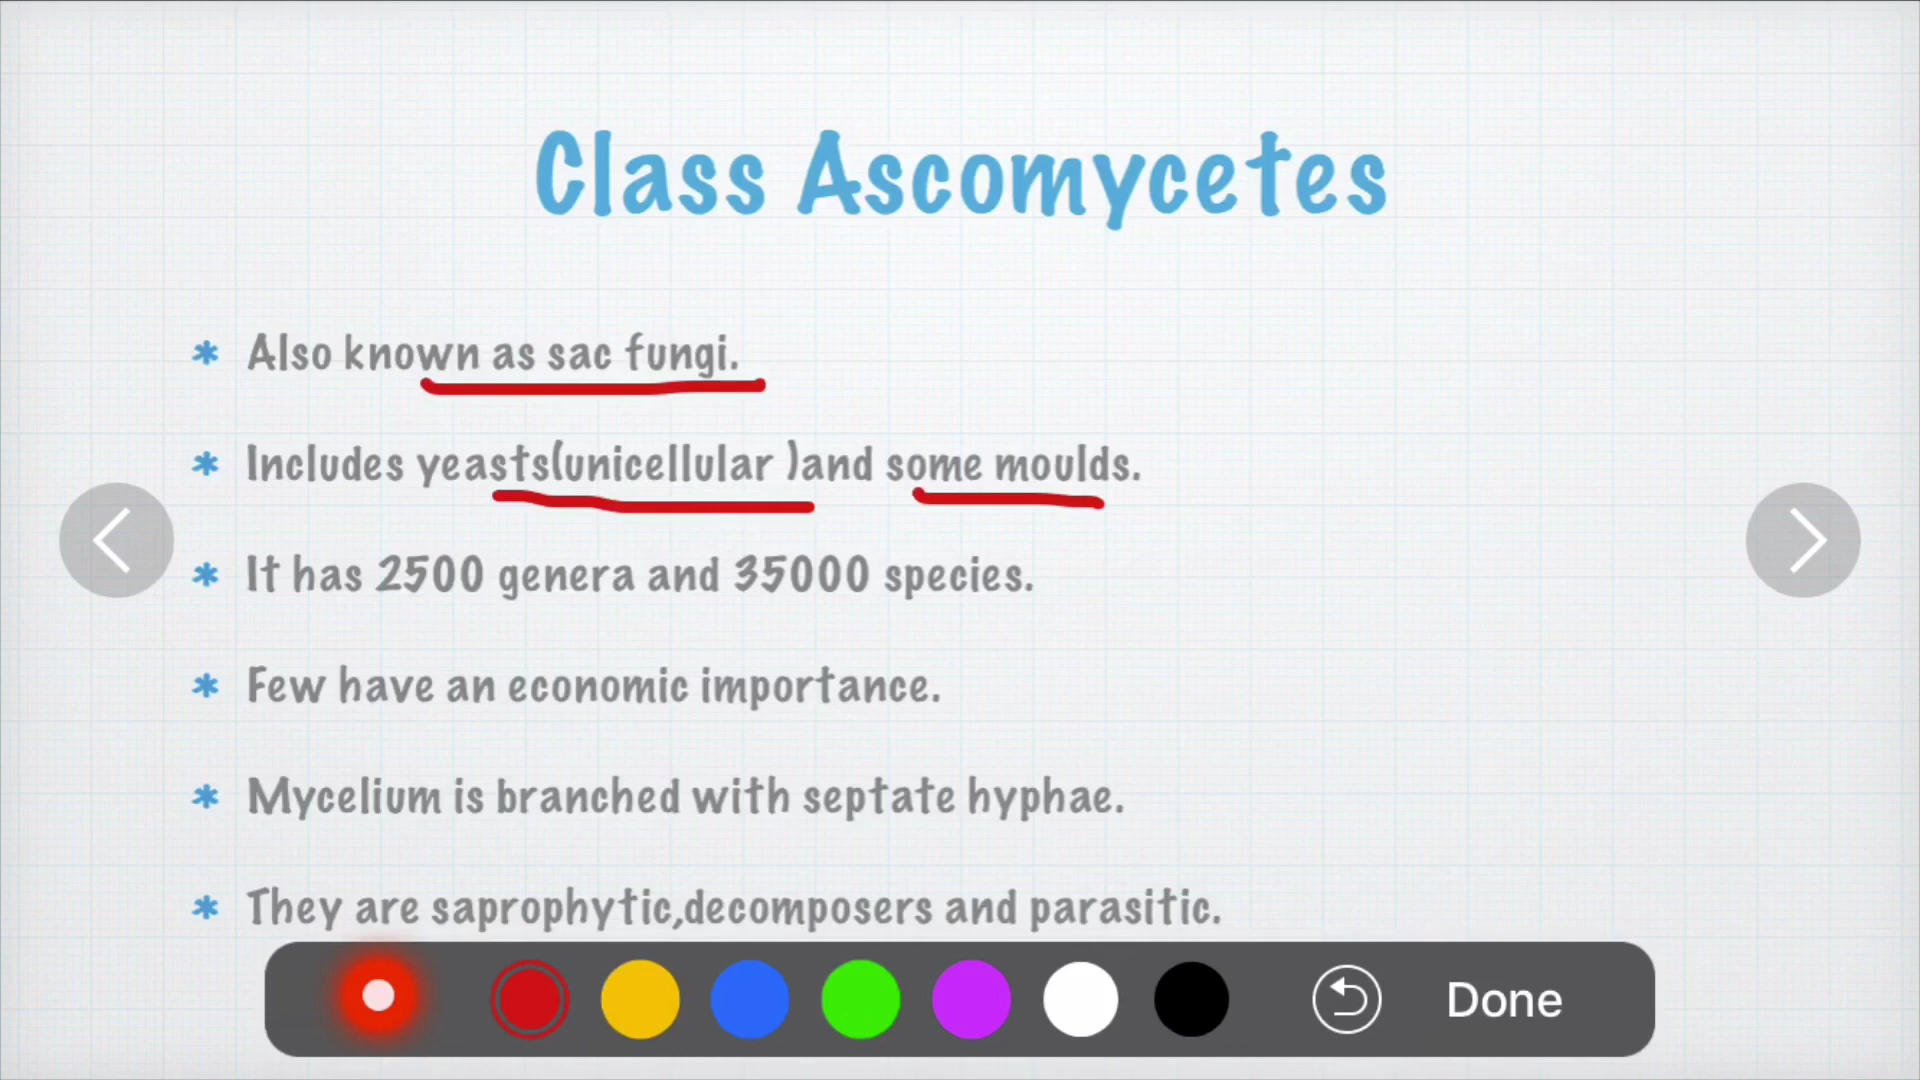 Class Ascomycetes
* Also known as sac fungi.
* Includes yeasts(unicellular )and some moulds.
* It has 2500 genera and 35000 species.
* Few have an economic importance.
* Mycelium is branched with septate hyphae.
* They are saprophytic,decomposers and parasitic.
Done